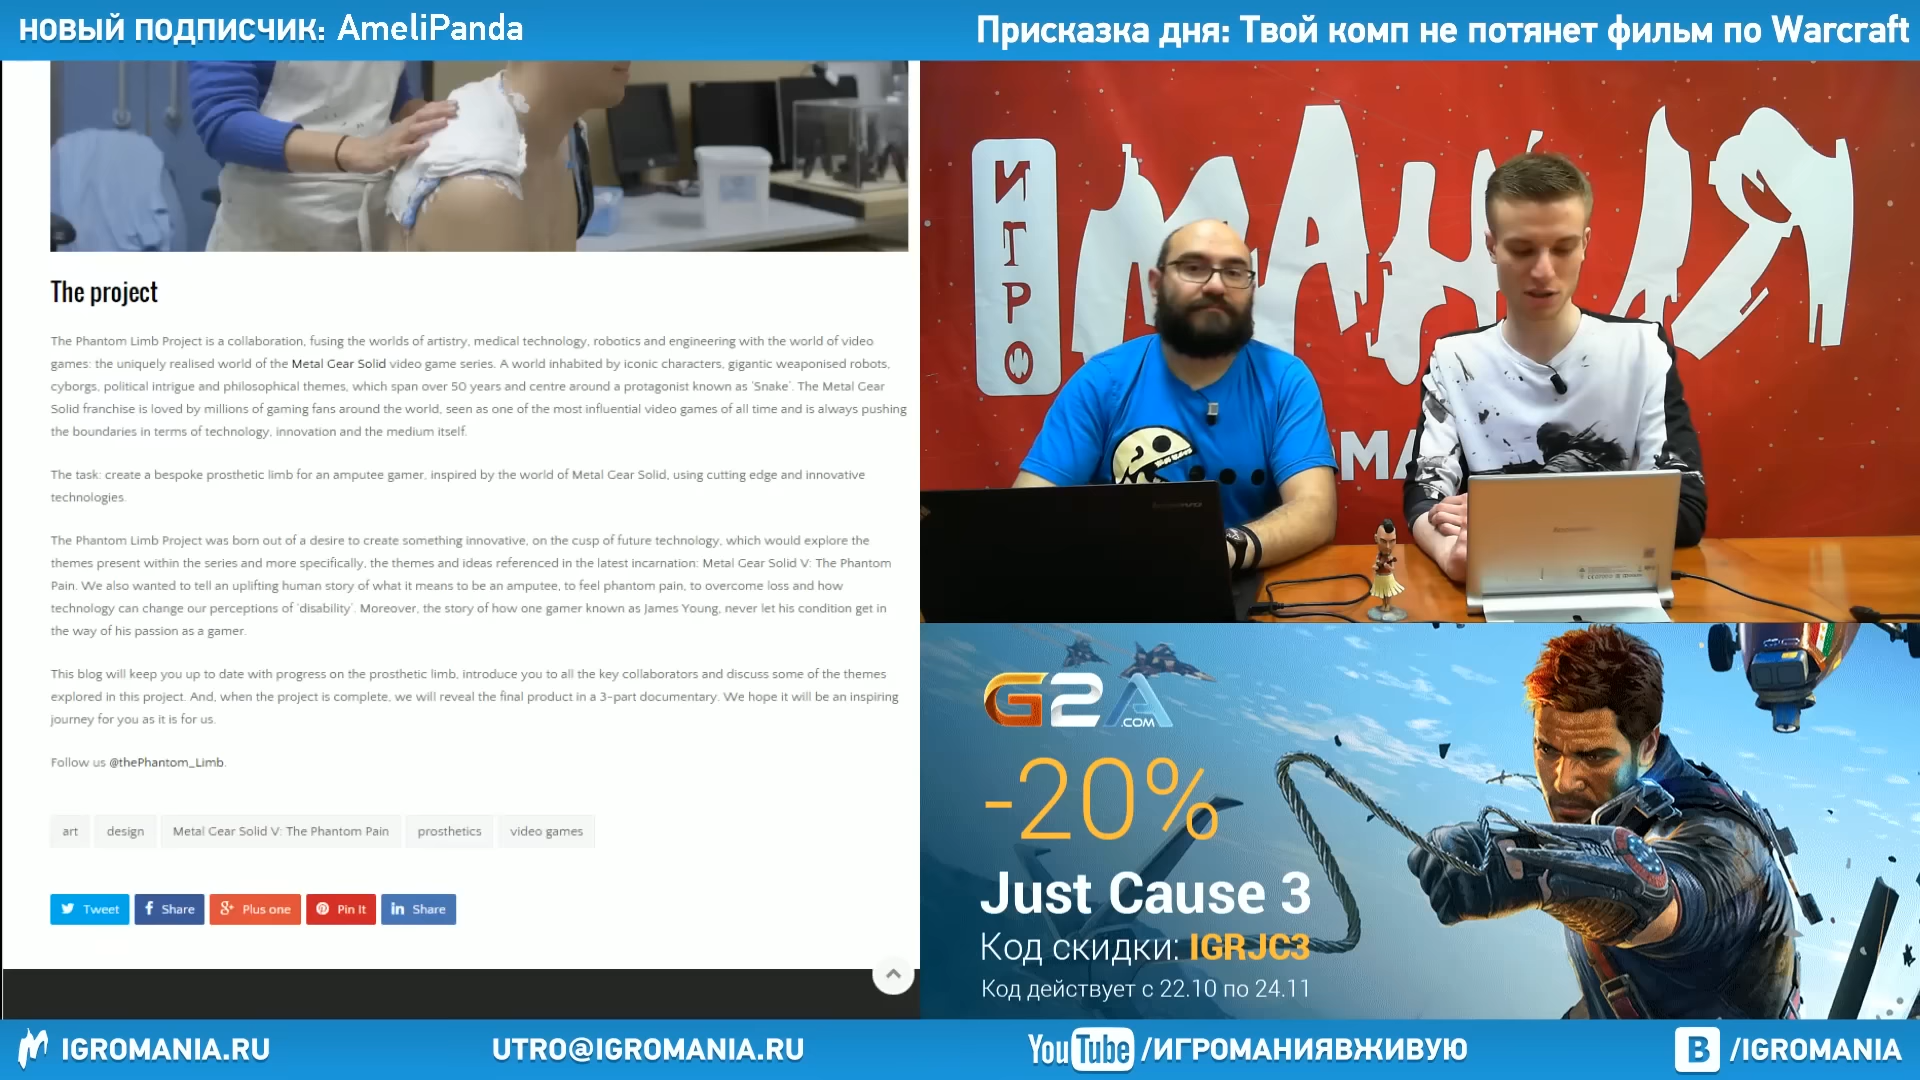 НОВЫЙ ПОДПИСЧИК: AmeliPanda
Присказка дня: Твой комп не потянет фильм по Warcraft
The project
The Phantom Limb Project is a collaboration, fusing the worlds of artistry, medical technology, robotics and engineering with the world of video
games: the uniquely realised world of the Metal Gear Solid video game series. A world inhabited by iconic characters, gigantic weaponised robots,
cyborgs, political intrigue and philosophical themes, which span over 50 years and centre around a protagonist known as 'Snake'. The Metal Gear
Solid franchise is loved by millions of gaming fans around the world, seen as one of the most influential video games of all time and is always pushing
the boundaries in terms of technology, innovation and the medium itself.
The task: create a bespoke prosthetic limb for an amputee gamer, inspired by the world of Metal Gear Solid, using cutting edge and innovative
technologies.
The Phantom Limb Project was born out of a desire to create something innovative, on the cusp of future technology, which would explore the
themes present within the series and more specifically, the themes and ideas referenced in the latest incarnation: Metal Gear Solid V: The Phantom
Pain. We also wanted to tell an uplifting human story of what it means to be an amputee, to feel phantom pain, to overcome loss and how
technology can change our perceptions of 'disability'. Moreover, the story of how one gamer known as James Young, never let his condition get in
the way of his passion as a gamer.
This blog will keep you up to date with progress on the prosthetic limb, introduce you to all the key collaborators and discuss some of the themes
explored in this project. And, when the project is complete, we will reveal the final product in a 3-part documentary. We hope it will be an inspiring
journey for you as it is for us.
Follow us @thePhantom_Limb.
art design Metal Gear Solid V: The Phantom Pain prosthetics video games
Tweet Share Plus one Pin It Share
ИГРО
МАНИЯ
G2A.COM
-20%
Just Cause 3
Код скидки: IGRJC3
Код действует с 22.10 по 24.11
IGROMANIA.RU
UTRO@IGROMANIA.RU
YouTube /ИГРОМАНИЯВЖИВУЮ
В /IGROMANIA